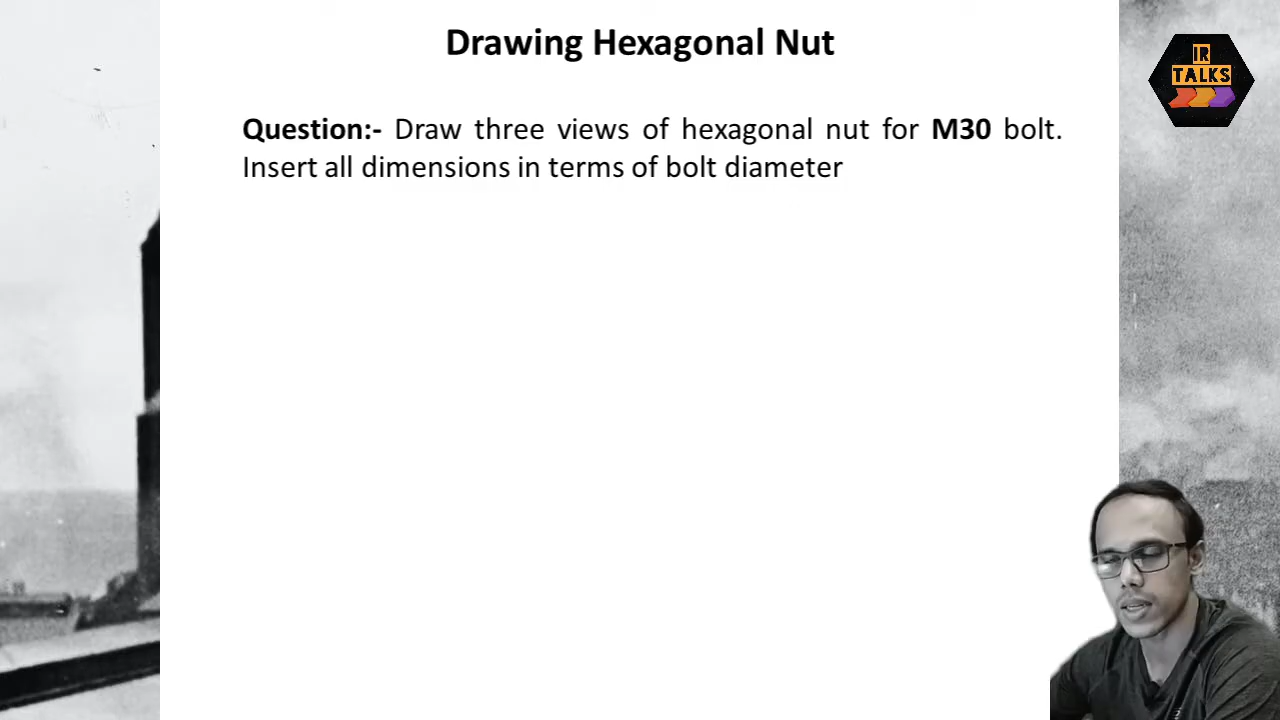 Drawing Hexagonal Nut
IR
TALKS
Question:- Draw three views of hexagonal nut for M30 bolt.
Insert all dimensions in terms of bolt diameter